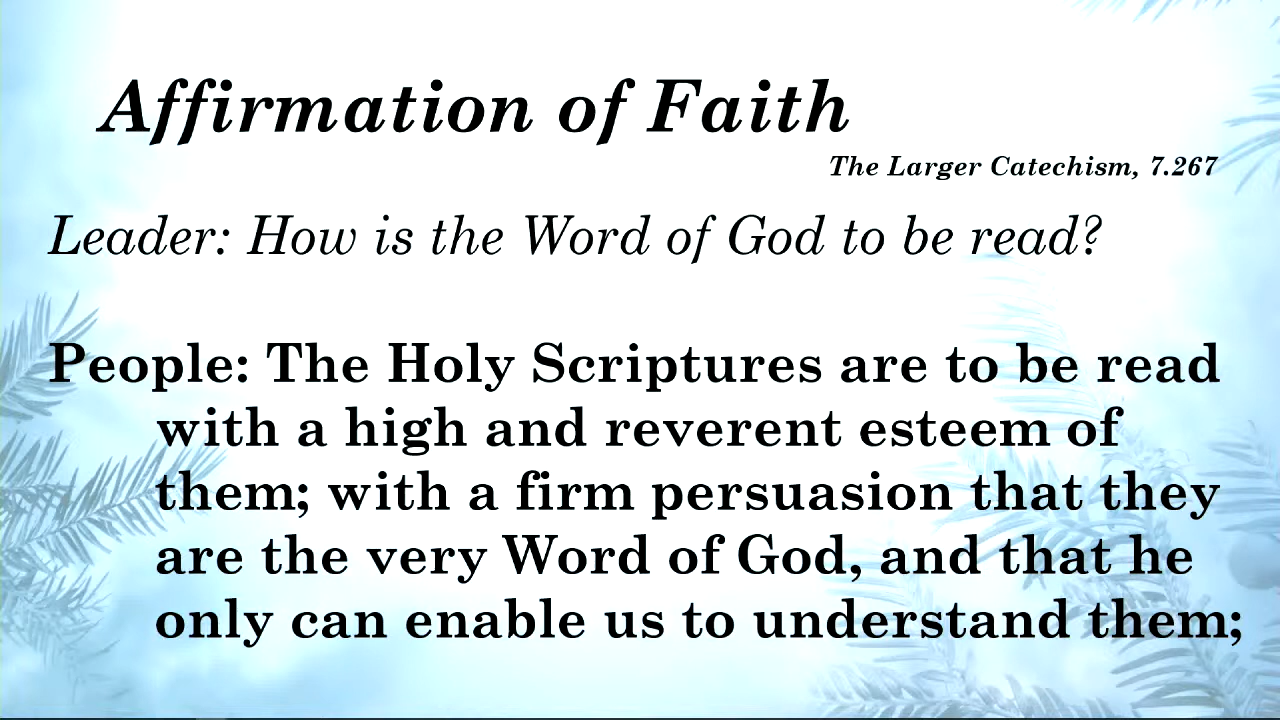 Affirmation of Faith
The Larger Catechism, 7.267
Leader: How is the Word of God to be read?
People: The Holy Scriptures are to be read
with a high and reverent esteem of
them; with a firm persuasion that they
are the very Word of God, and that he
only can enable us to understand them;